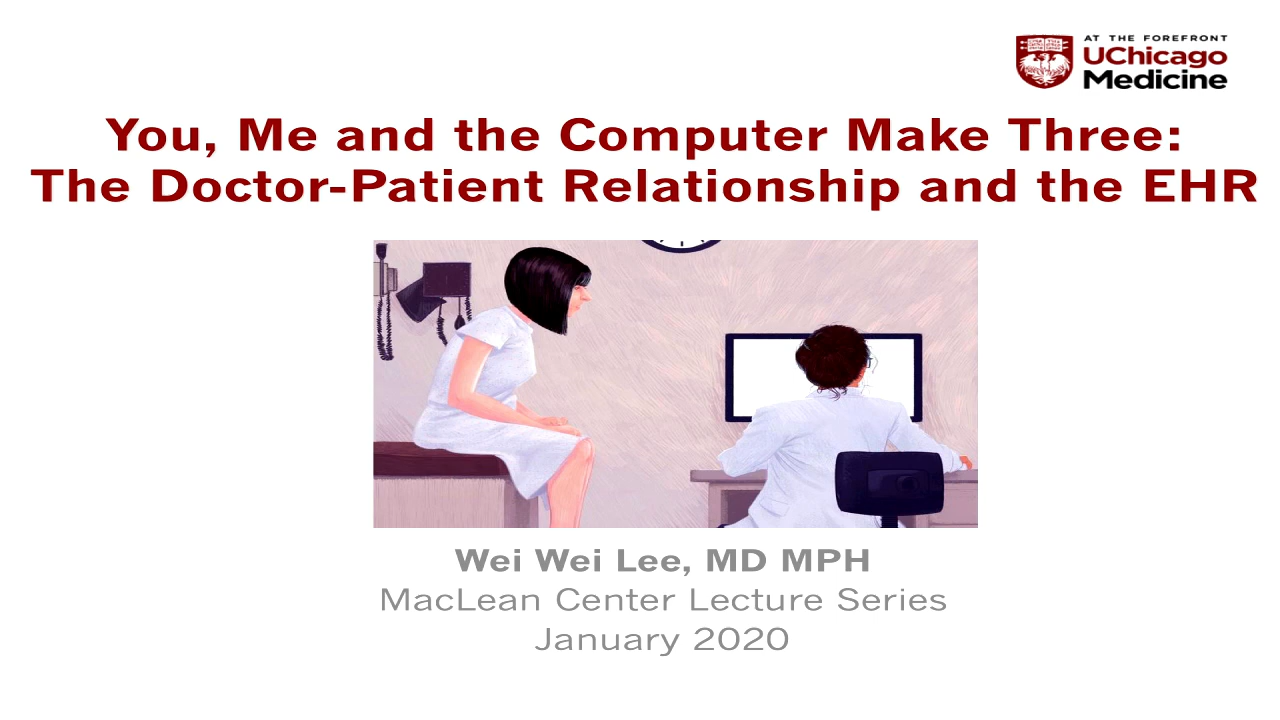 AT THE FOREFRONT
UChicago
Medicine
You, Me and the Computer Make Three:
The Doctor-Patient Relationship and the EHR
Wei Wei Lee, MD MPH
MacLean Center Lecture Series
January 2020